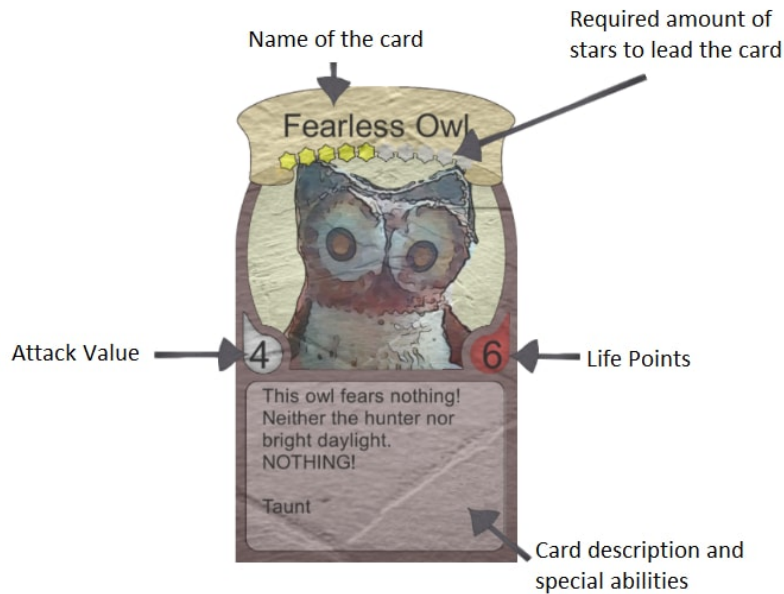 Name of the card
Required amount of
stars to lead the card
Fearless Owl
Attack Value
4
6
Life Points
This owl fears nothing!
Neither the hunter nor
bright daylight.
NOTHING!
Taunt
Card description and
special abilities